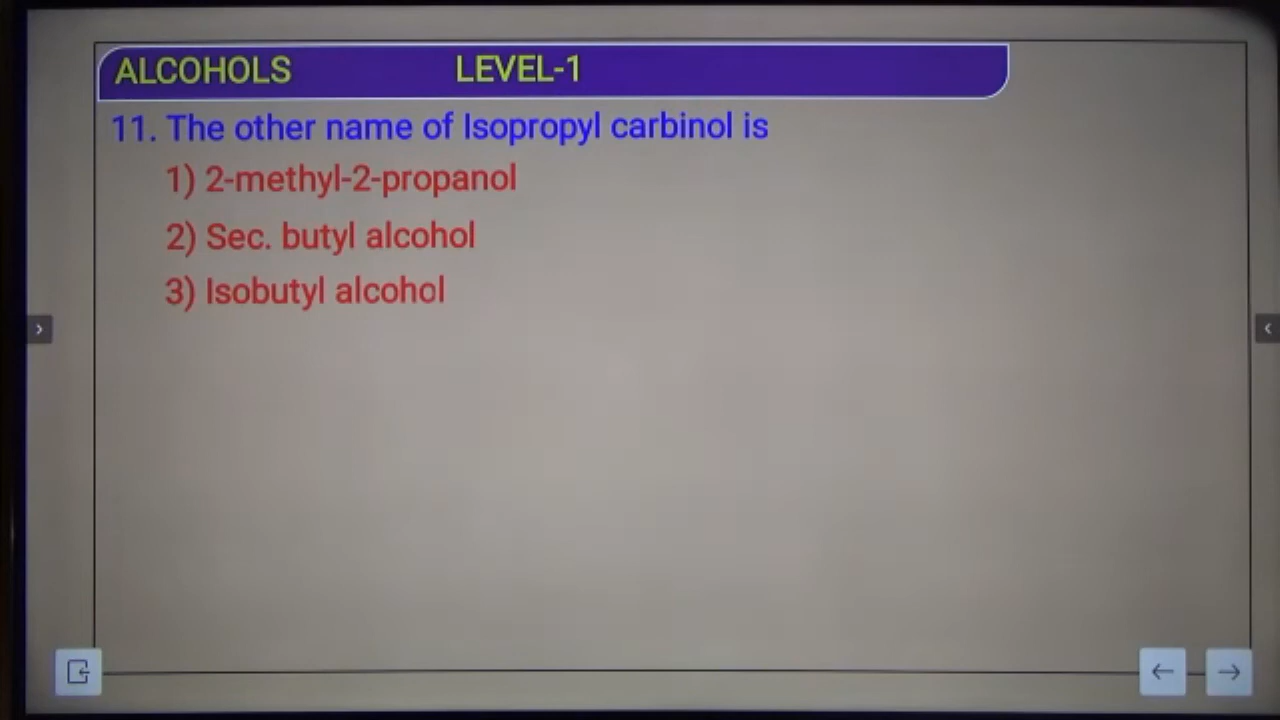 ALCOHOLS LEVEL-1
11. The other name of Isopropyl carbinol is
1) 2-methyl-2-propanol
2) Sec. butyl alcohol
3) Isobutyl alcohol